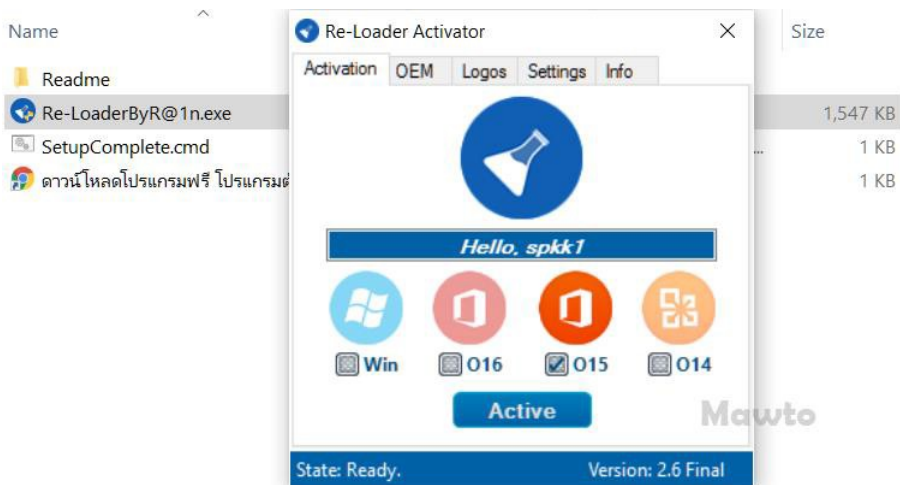 Name
Size
Readme
Re-LoaderByR@1n.exe
1,547 KB
SetupComplete.cmd
...
1 KB
ดาวน์โหลดโปรแกรมฟรี โปรแกรมต่
1 KB
Re-Loader Activator
Activation OEM Logos Settings Info
Hello, spkk1
Win O16 O15 O14
Active
Mawto
State: Ready. Version: 2.6 Final